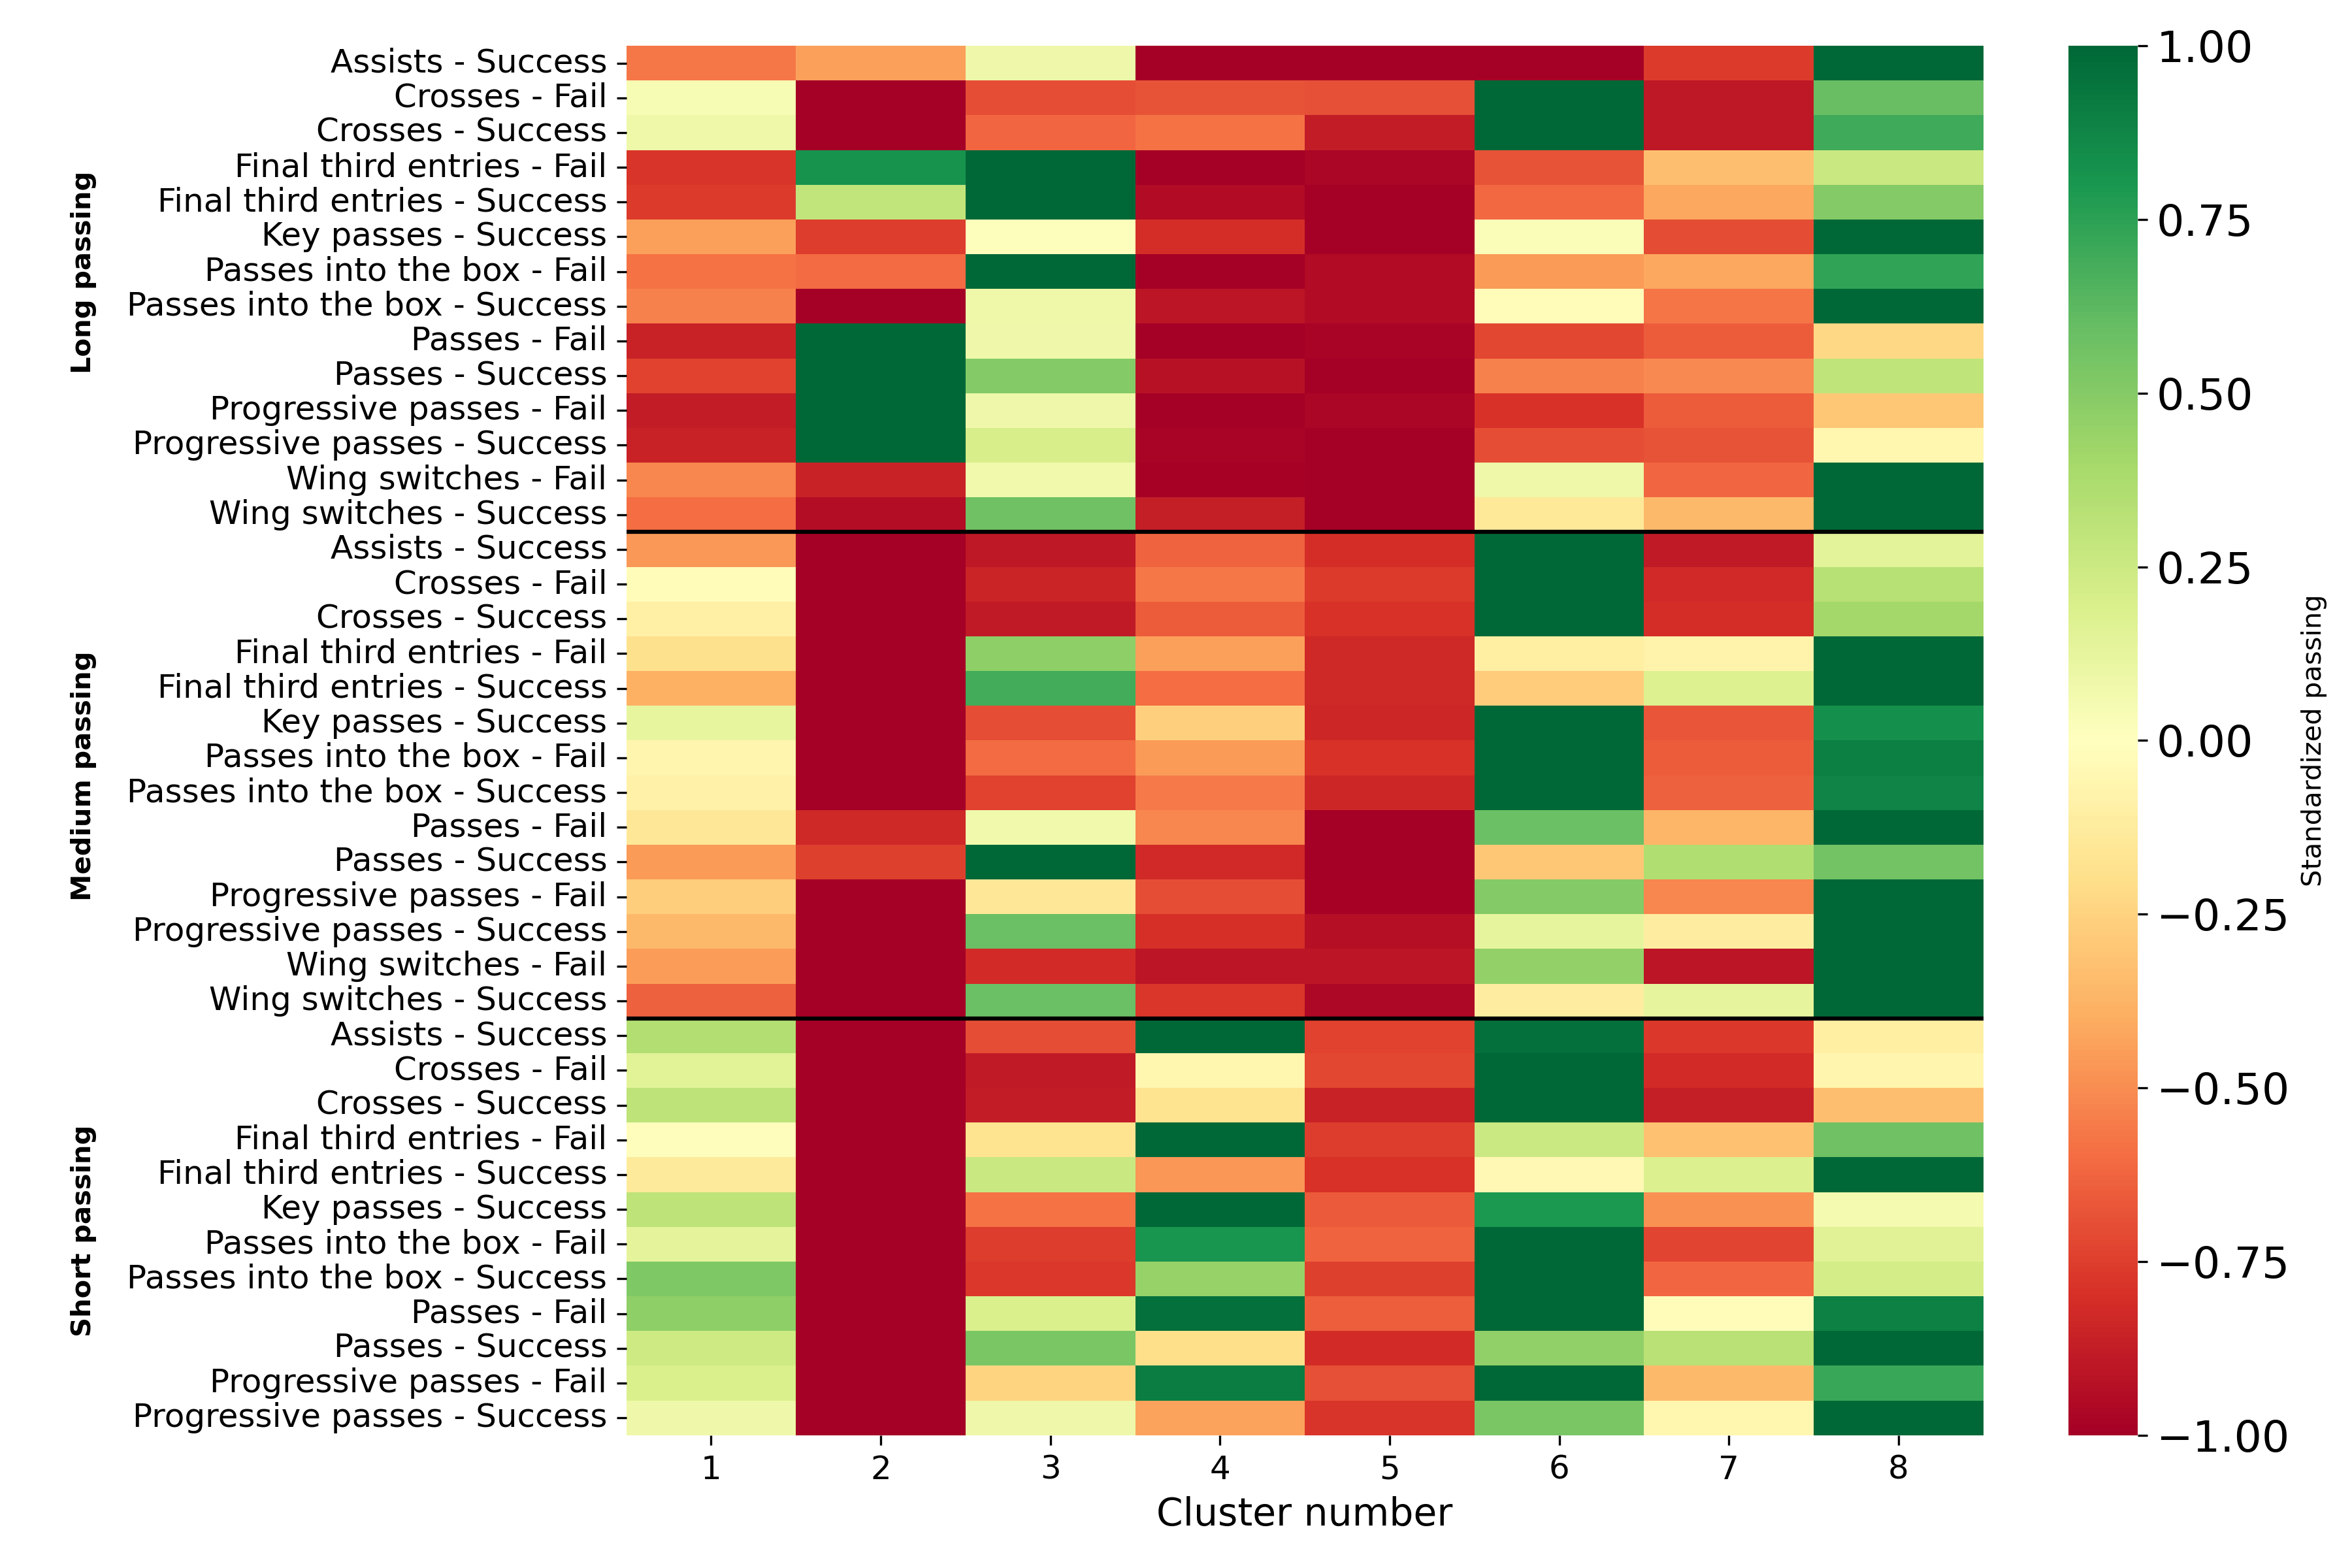 Long passing
Assists - Success
Crosses - Fail
Crosses - Success
Final third entries - Fail
Final third entries - Success
Key passes - Success
Passes into the box - Fail
Passes into the box - Success
Passes - Fail
Passes - Success
Progressive passes - Fail
Progressive passes - Success
Wing switches - Fail
Wing switches - Success
Medium passing
Assists - Success
Crosses - Fail
Crosses - Success
Final third entries - Fail
Final third entries - Success
Key passes - Success
Passes into the box - Fail
Passes into the box - Success
Passes - Fail
Passes - Success
Progressive passes - Fail
Progressive passes - Success
Wing switches - Fail
Wing switches - Success
Short passing
Assists - Success
Crosses - Fail
Crosses - Success
Final third entries - Fail
Final third entries - Success
Key passes - Success
Passes into the box - Fail
Passes into the box - Success
Passes - Fail
Passes - Success
Progressive passes - Fail
Progressive passes - Success
1 2 3 4 5 6 7 8
Cluster number
1.00
0.75
0.50
0.25
0.00
−0.25
−0.50
−0.75
−1.00
Standardized passing